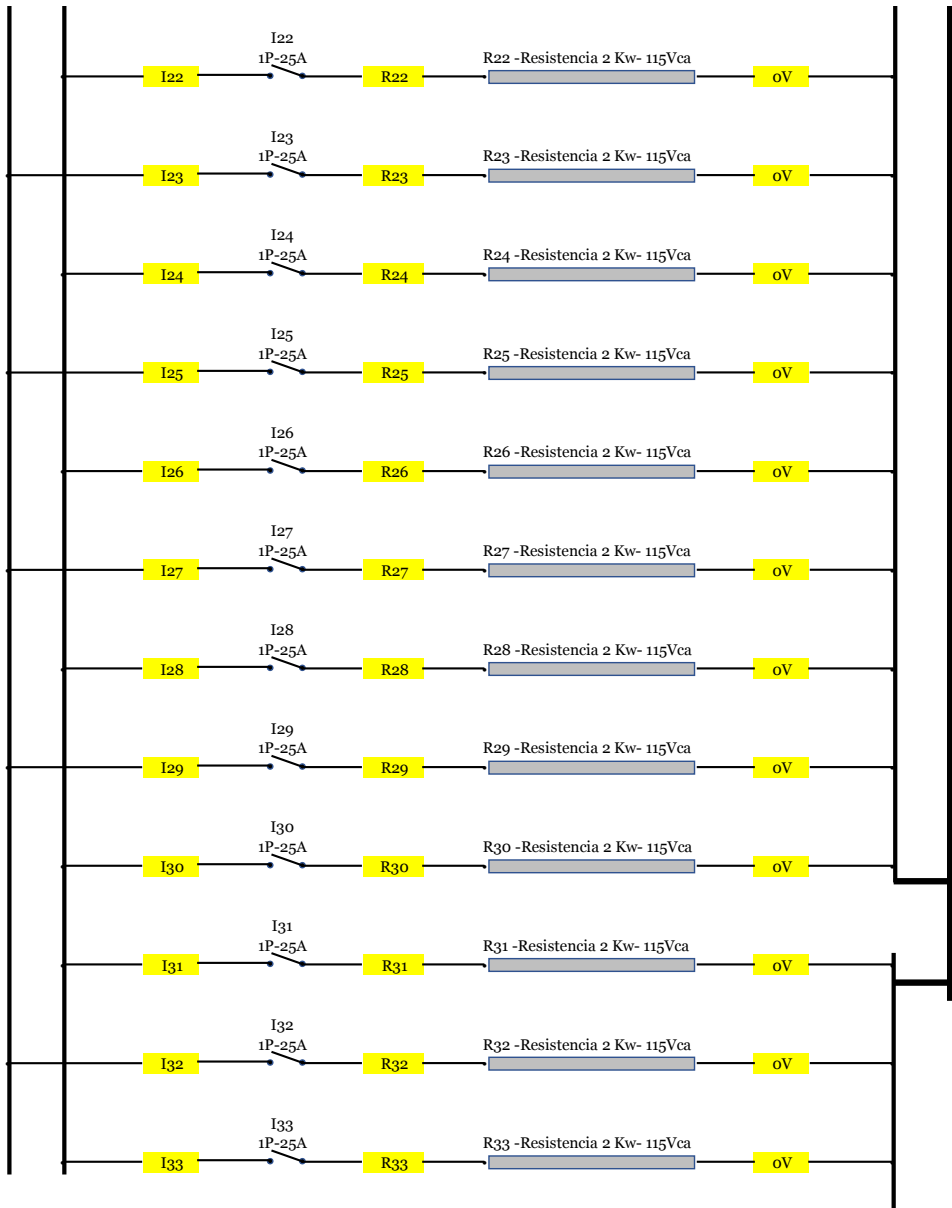 I22
1P-25A
R22 -Resistencia 2 Kw- 115Vca
I22 R22 0V
I23
1P-25A
R23 -Resistencia 2 Kw- 115Vca
I23 R23 0V
I24
1P-25A
R24 -Resistencia 2 Kw- 115Vca
I24 R24 0V
I25
1P-25A
R25 -Resistencia 2 Kw- 115Vca
I25 R25 0V
I26
1P-25A
R26 -Resistencia 2 Kw- 115Vca
I26 R26 0V
I27
1P-25A
R27 -Resistencia 2 Kw- 115Vca
I27 R27 0V
I28
1P-25A
R28 -Resistencia 2 Kw- 115Vca
I28 R28 0V
I29
1P-25A
R29 -Resistencia 2 Kw- 115Vca
I29 R29 0V
I30
1P-25A
R30 -Resistencia 2 Kw- 115Vca
I30 R30 0V
I31
1P-25A
R31 -Resistencia 2 Kw- 115Vca
I31 R31 0V
I32
1P-25A
R32 -Resistencia 2 Kw- 115Vca
I32 R32 0V
I33
1P-25A
R33 -Resistencia 2 Kw- 115Vca
I33 R33 0V